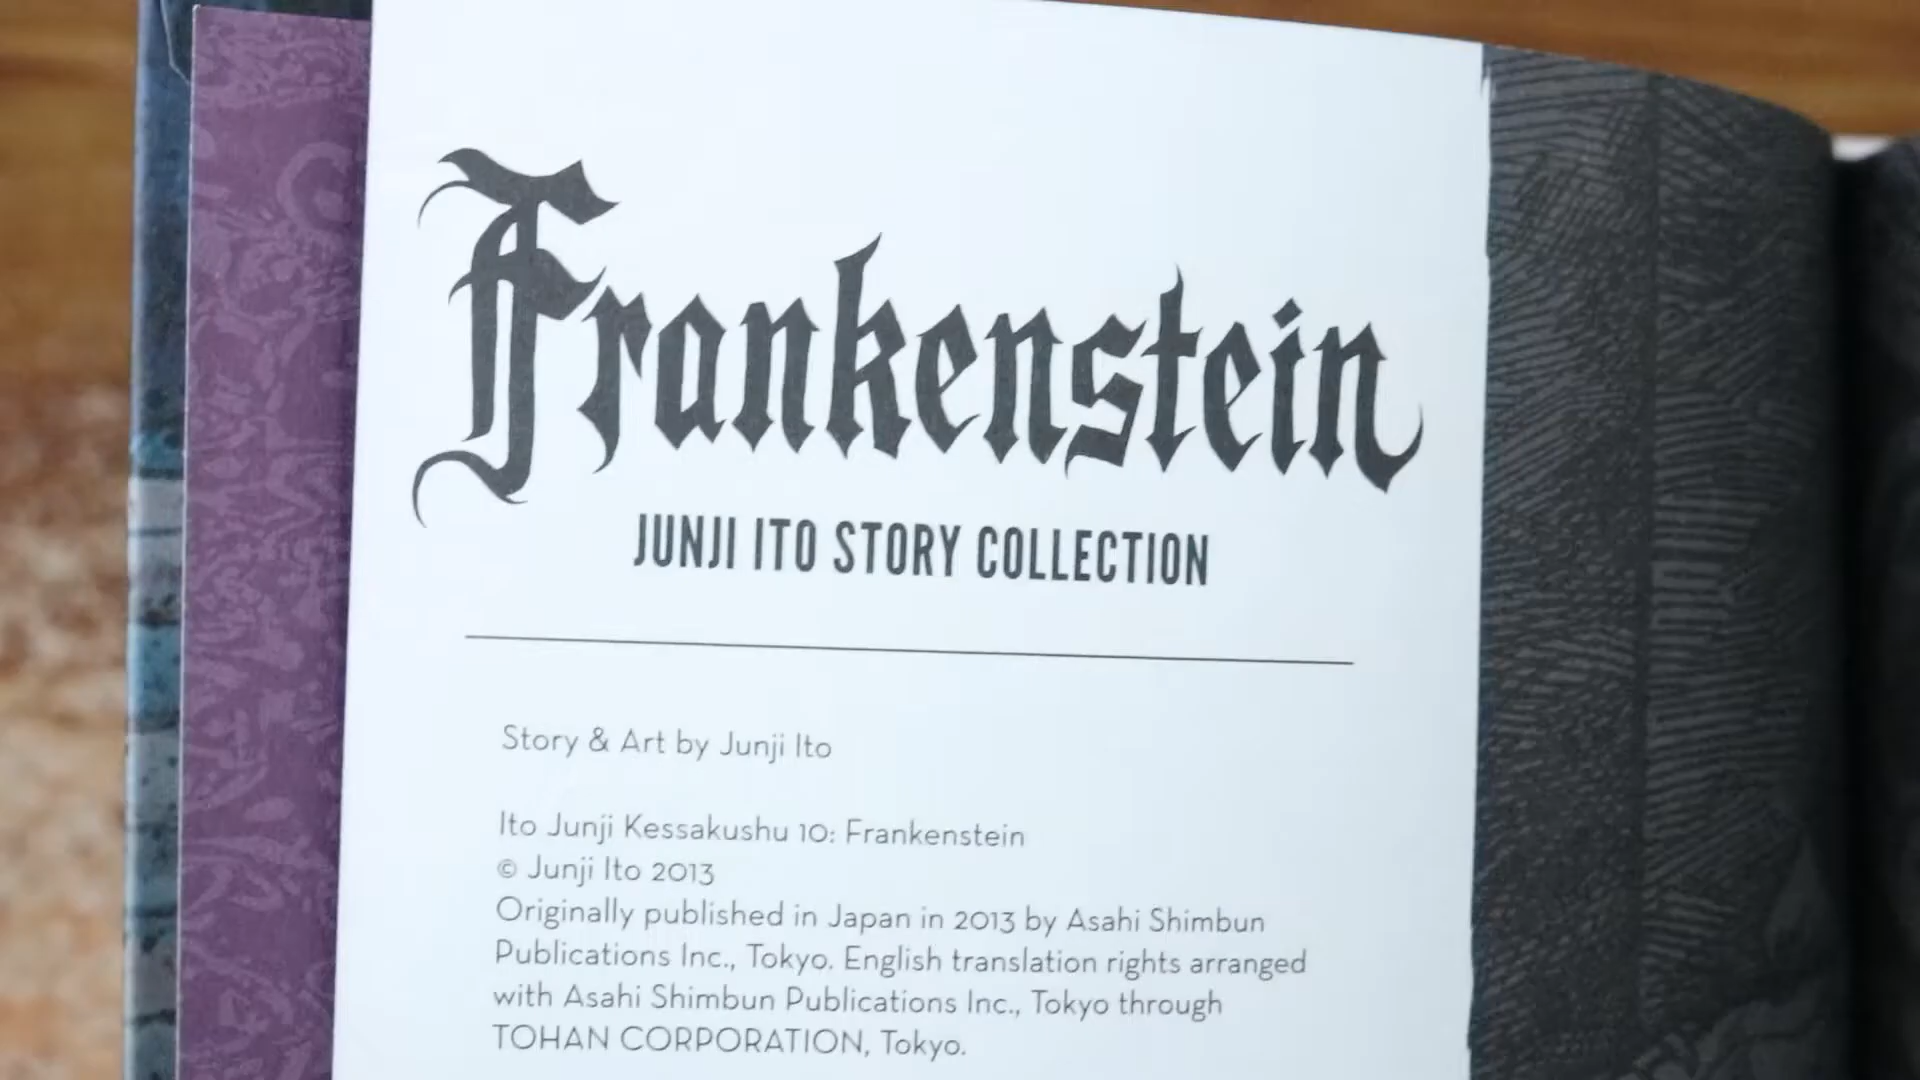 Frankenstein
JUNJI ITO STORY COLLECTION
Story & Art by Junji Ito
Ito Junji Kessakushu 10: Frankenstein
© Junji Ito 2013
Originally published in Japan in 2013 by Asahi Shimbun
Publications Inc., Tokyo. English translation rights arranged
with Asahi Shimbun Publications Inc., Tokyo through
TOHAN CORPORATION, Tokyo.